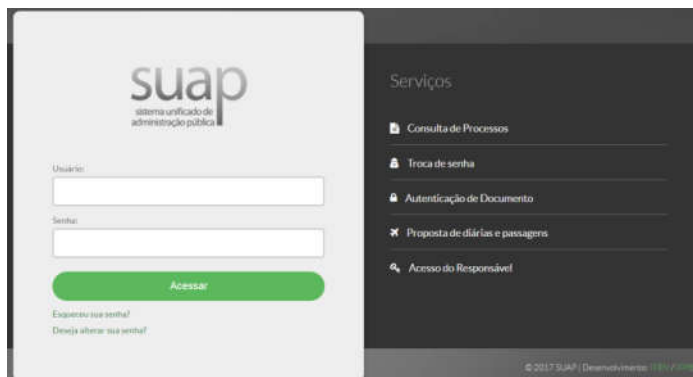 suap
sistema unificado de
administração pública
Usuário:
Senha:
Acessar
Esqueceu sua senha?
Deseja alterar sua senha?
Serviços
Consulta de Processos
Troca de senha
Autenticação de Documento
Proposta de diárias e passagens
Acesso do Responsável
© 2017 SUAP | Desenvolvimento: